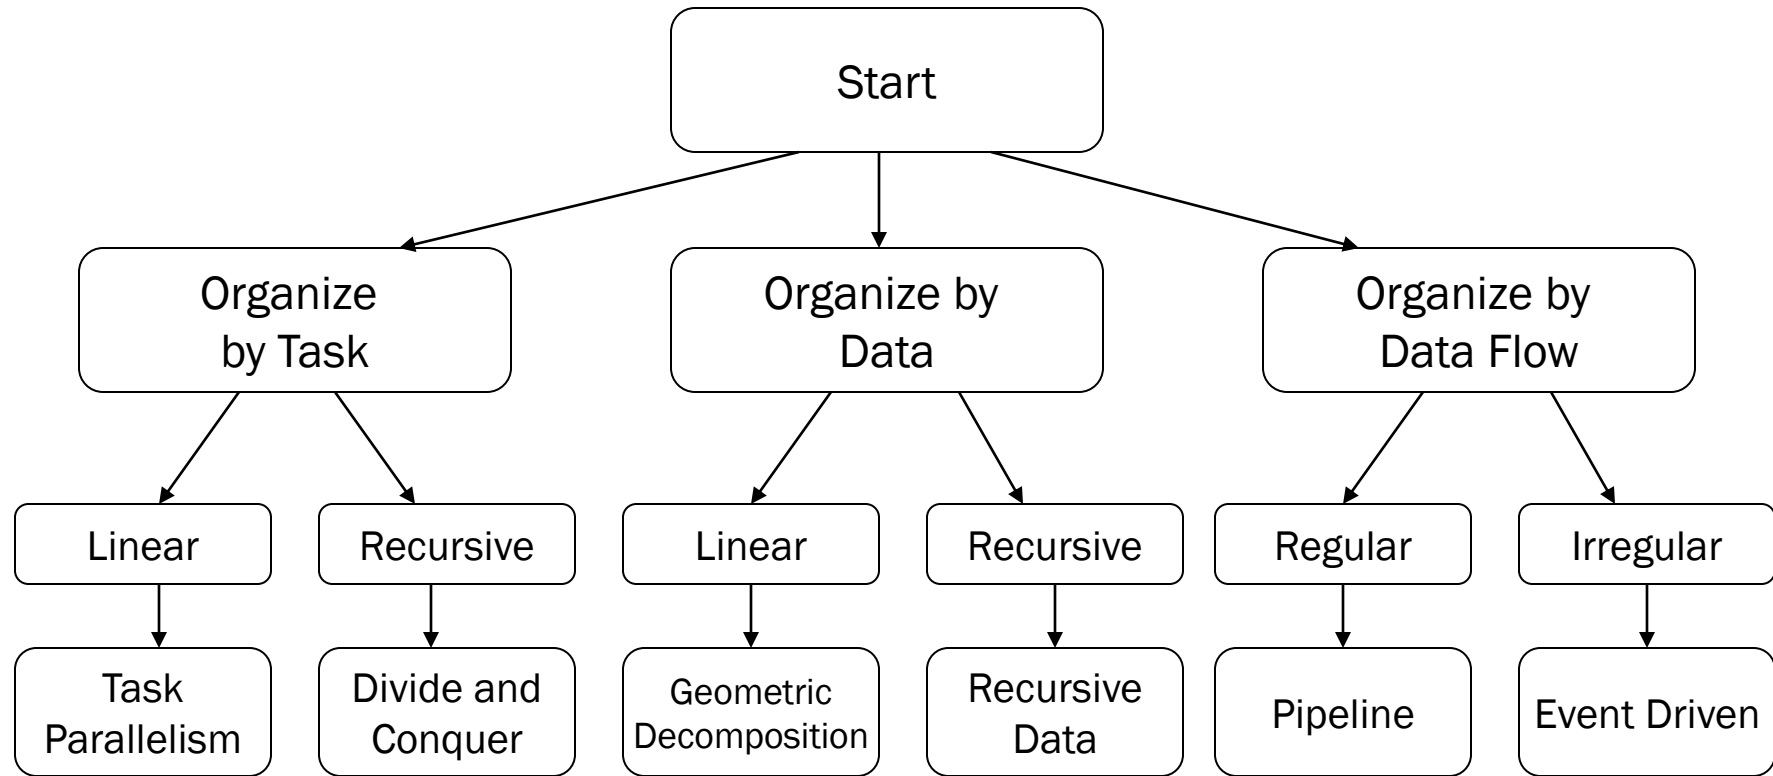 Start
Organize
by Task
Organize by
Data
Organize by
Data Flow
Linear
Recursive
Linear
Recursive
Regular
Irregular
Task
Parallelism
Divide and
Conquer
Geometric
Decomposition
Recursive
Data
Pipeline
Event Driven